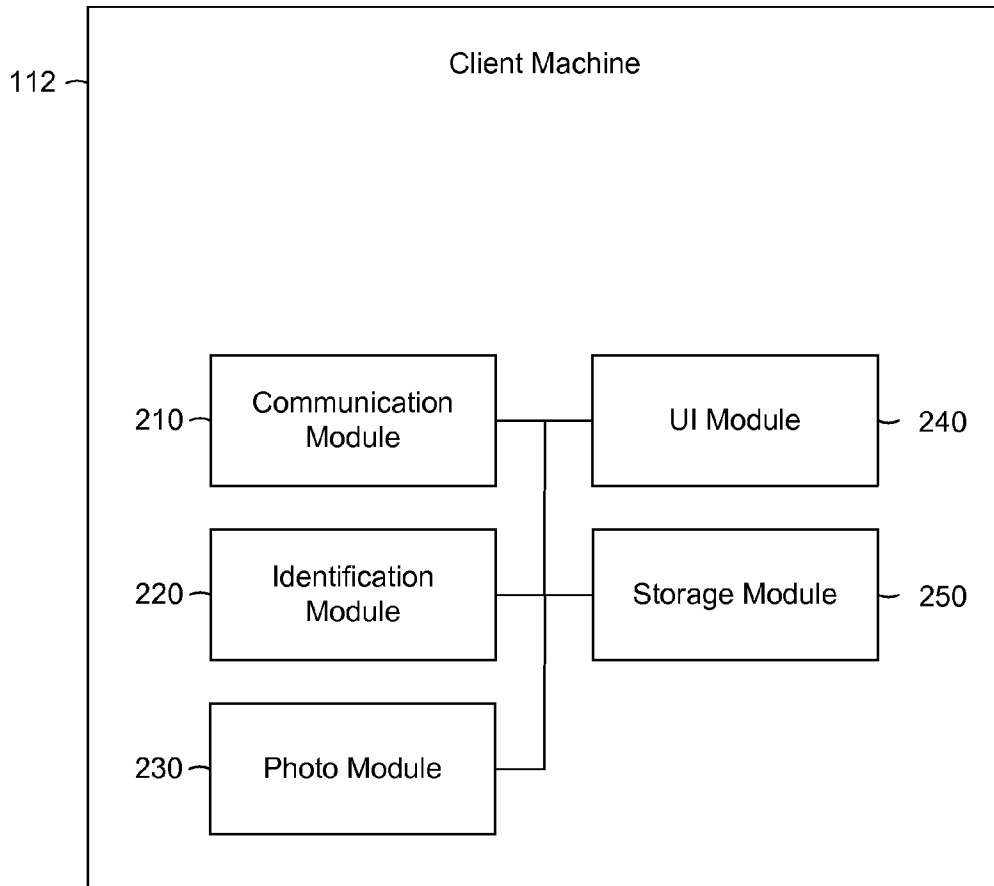 Client Machine
112
Communication
Module
210
UI Module
240
Identification
Module
220
Storage Module
250
Photo Module
230